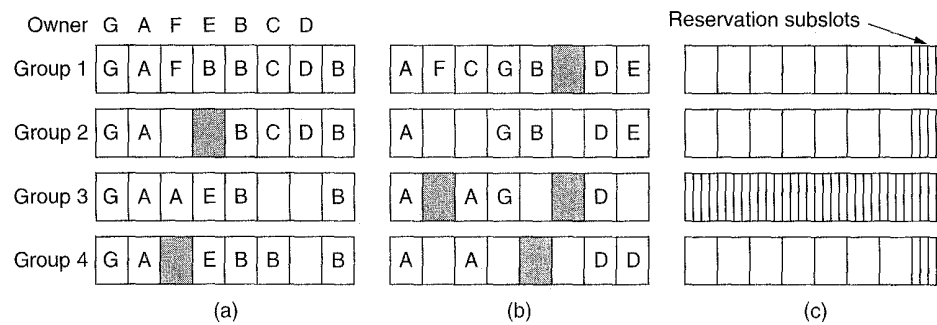 Reservation subslots
Owner G A F E B C D
Group 1 G A F B B C D B A F C G B D E
Group 2 G A B C D B A G B D E
Group 3 G A A E B B A A G D
Group 4 G A E B B B A A D D
(a) (b) (c)